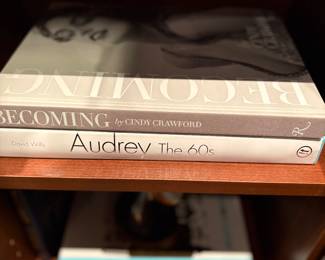 BECOMING
BECOMING by CINDY CRAWFORD
David Wills Audrey The 60s